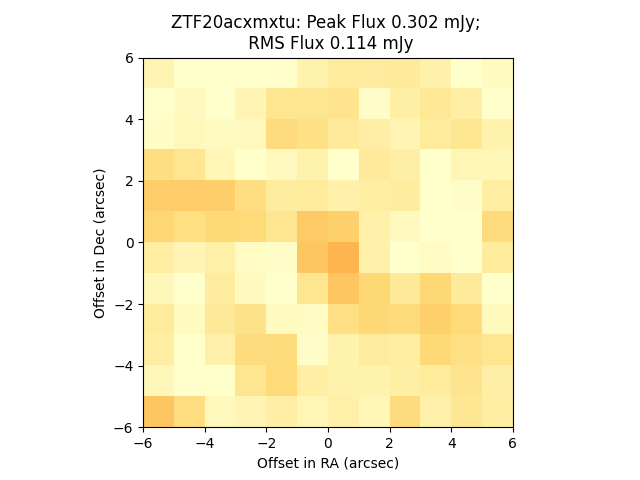 ZTF20acxmxtu: Peak Flux 0.302 mJy;
RMS Flux 0.114 mJy
6
4
2
0
−2
−4
−6
Offset in Dec (arcsec)
−6 −4 −2 0 2 4 6
Offset in RA (arcsec)